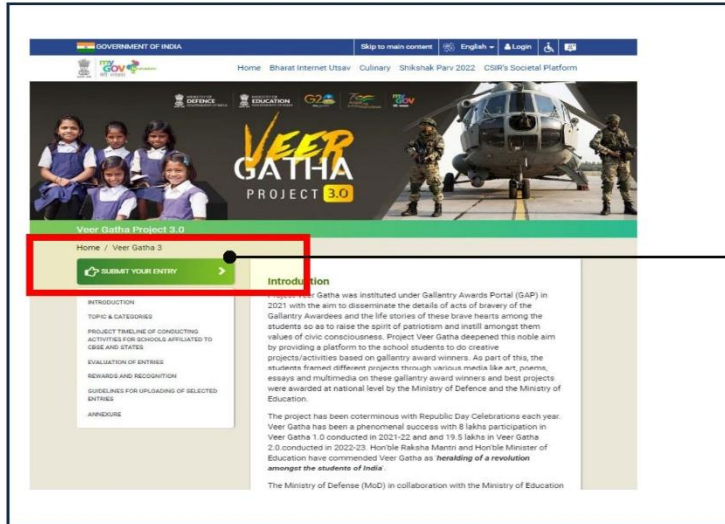 GOVERNMENT OF INDIA
Skip to main content
English
Login
my
GOV
मेरी सरकार
Home Bharat Internet Utsav Culinary Shikshak Parv 2022 CSIR's Societal Platform
MINISTRY OF
DEFENCE
MINISTRY OF
EDUCATION
G20
my
GOV
VEER
GATHA
PROJECT 3.0
Veer Gatha Project 3.0
Home / Veer Gatha 3
SUBMIT YOUR ENTRY
INTRODUCTION
TOPIC & CATEGORIES
PROJECT TIMELINE OF CONDUCTING
ACTIVITIES FOR SCHOOLS AFFILIATED TO
CBSE AND STATES
EVALUATION OF ENTRIES
REWARDS AND RECOGNITION
GUIDELINES FOR UPLOADING OF SELECTED
ENTRIES
ANNEXURE
Introduction
Project Veer Gatha was instituted under Gallantry Awards Portal (GAP) in
2021 with the aim to disseminate the details of acts of bravery of the
Gallantry Awardees and the life stories of these brave hearts among the
students so as to raise the spirit of patriotism and instill amongst them
values of civic consciousness. Project Veer Gatha deepened this noble aim
by providing a platform to the school students to do creative
projects/activities based on gallantry award winners. As part of this, the
students framed different projects through various media like art, poems,
essays and multimedia on these gallantry award winners and best projects
were awarded at national level by the Ministry of Defence and the Ministry of
Education.
The project has been coterminous with Republic Day Celebrations each year.
Veer Gatha has been a phenomenal success with 8 lakhs participation in
Veer Gatha 1.0 conducted in 2021-22 and and 19.5 lakhs in Veer Gatha
2.0.conducted in 2022-23. Hon'ble Raksha Mantri and Hon'ble Minister of
Education have commended Veer Gatha as 'heralding of a revolution
amongst the students of India'.
The Ministry of Defense (MoD) in collaboration with the Ministry of Education